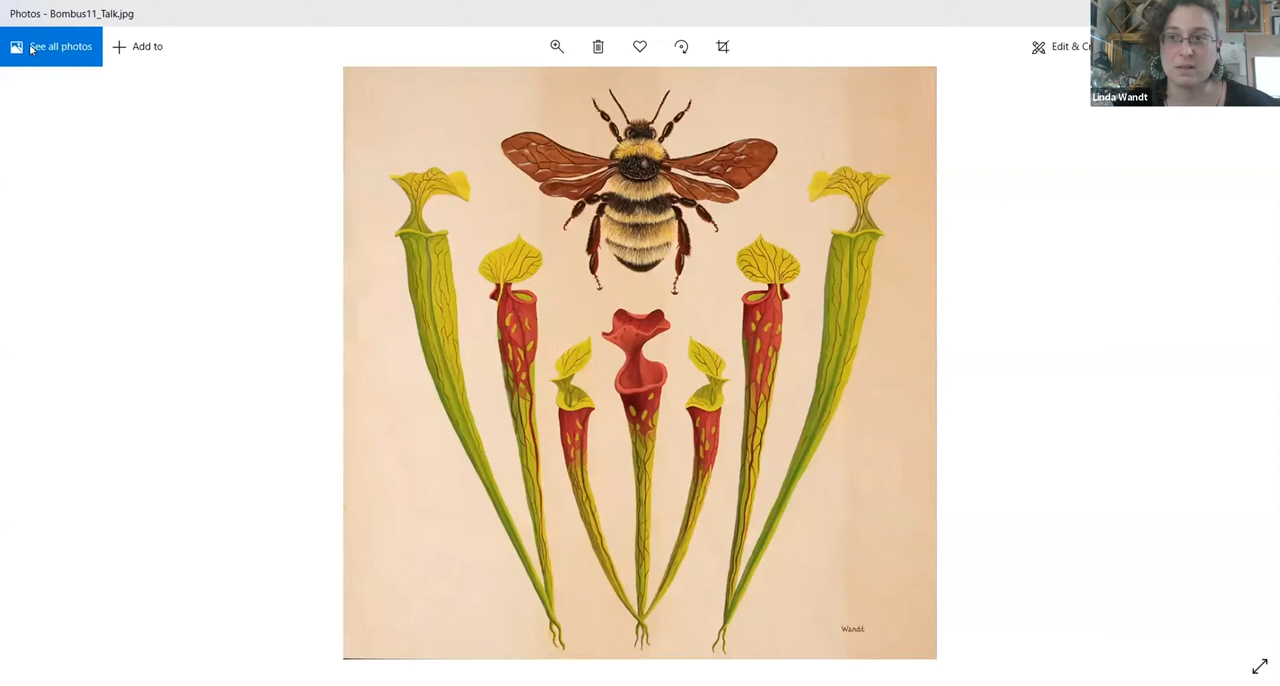 Photos - Bombus11_Talk.jpg
See all photos
Add to
Edit & Cr
Linda Wandt
Wandt